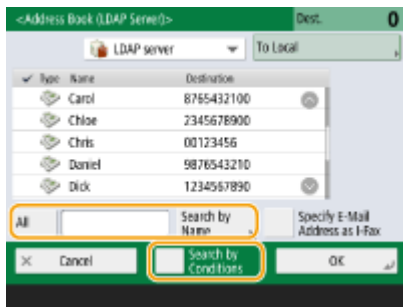 <Address Book (LDAP Server)> Dest. 0
LDAP server To Local
Type Name Destination
Carol 8765432100
Chloe 2345678900
Chris 00123456
Daniel 9876543210
Dick 1234567890
All Search by Name Specify E-Mail Address as I-Fax
Cancel Search by Conditions OK